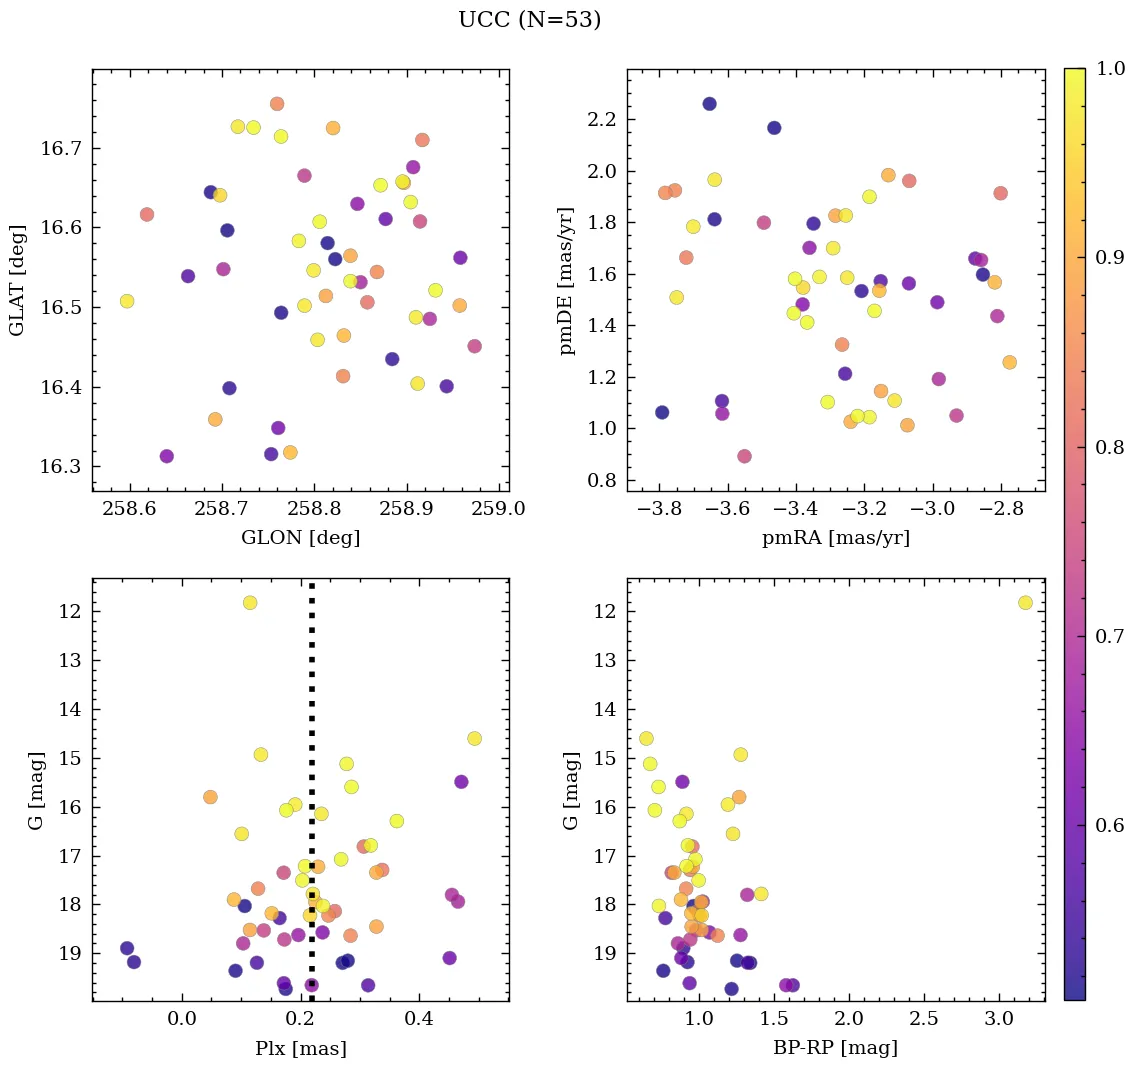 UCC (N=53)
16.7
16.6
16.5
16.4
16.3
GLAT [deg]
258.6 258.7 258.8 258.9 259.0
GLON [deg]
2.2
2.0
1.8
1.6
1.4
1.2
1.0
0.8
pmDE [mas/yr]
−3.8 −3.6 −3.4 −3.2 −3.0 −2.8
pmRA [mas/yr]
1.0
0.9
0.8
0.7
0.6
12
13
14
15
16
17
18
19
G [mag]
0.0 0.2 0.4
Plx [mas]
12
13
14
15
16
17
18
19
G [mag]
1.0 1.5 2.0 2.5 3.0
BP-RP [mag]